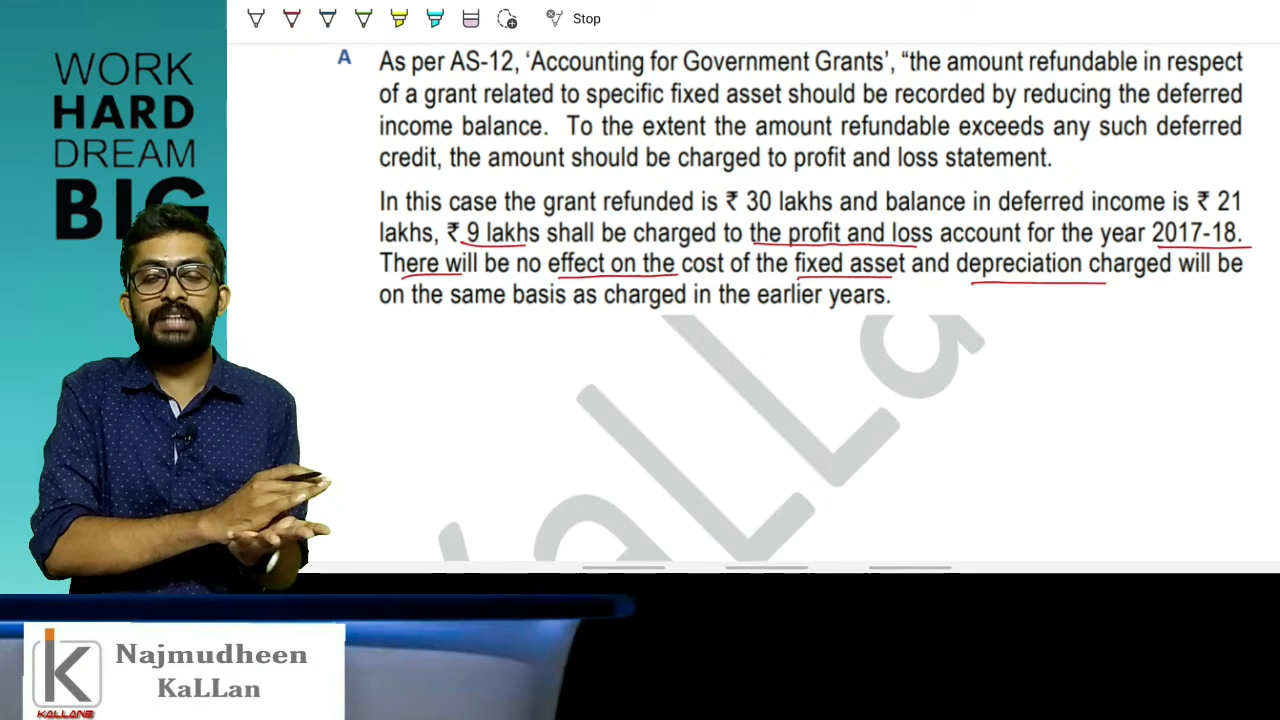 Stop
WORK
HARD
DREAM
BIG
A As per AS-12, ‘Accounting for Government Grants’, “the amount refundable in respect
of a grant related to specific fixed asset should be recorded by reducing the deferred
income balance. To the extent the amount refundable exceeds any such deferred
credit, the amount should be charged to profit and loss statement.
In this case the grant refunded is ₹ 30 lakhs and balance in deferred income is ₹ 21
lakhs, ₹ 9 lakhs shall be charged to the profit and loss account for the year 2017-18.
There will be no effect on the cost of the fixed asset and depreciation charged will be
on the same basis as charged in the earlier years.
KaLLa
K
KALLANS
Najmudheen
KaLLan